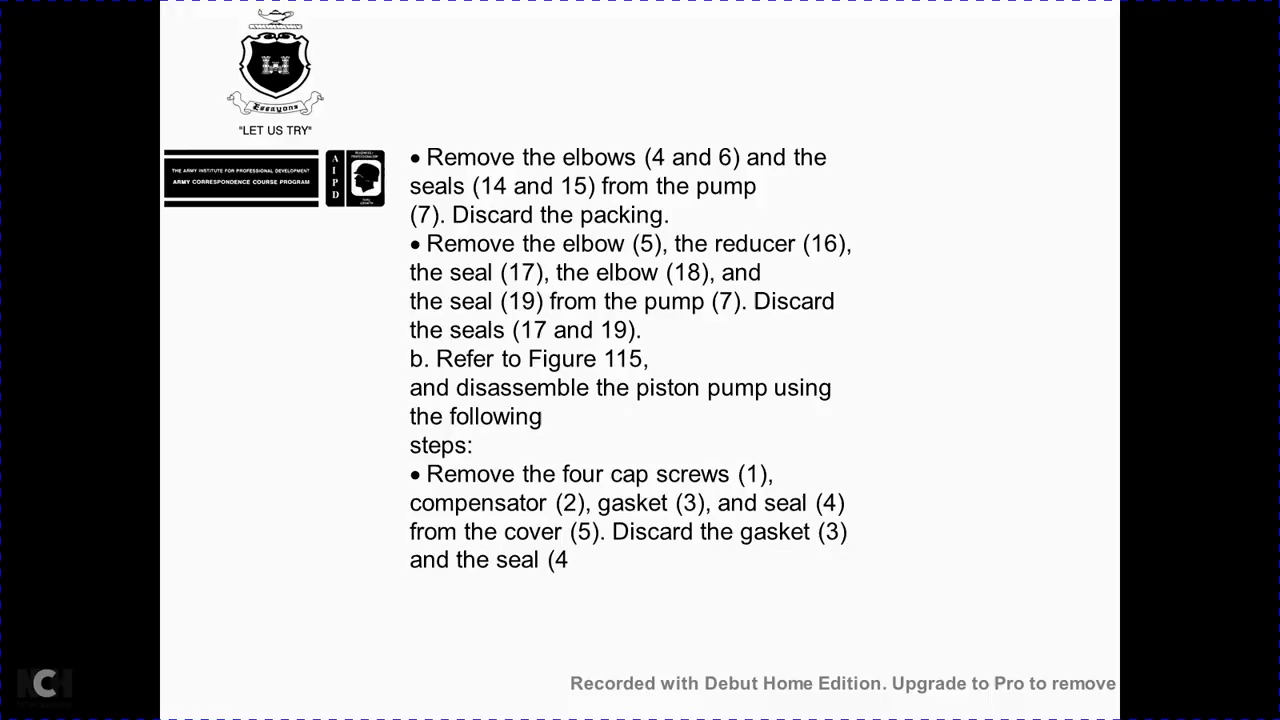 Essayons
"LET US TRY"
THE ARMY INSTITUTE FOR PROFESSIONAL DEVELOPMENT
ARMY CORRESPONDENCE COURSE PROGRAM
A
I
P
D
• Remove the elbows (4 and 6) and the
seals (14 and 15) from the pump
(7). Discard the packing.
• Remove the elbow (5), the reducer (16),
the seal (17), the elbow (18), and
the seal (19) from the pump (7). Discard
the seals (17 and 19).
b. Refer to Figure 115,
and disassemble the piston pump using
the following
steps:
• Remove the four cap screws (1),
compensator (2), gasket (3), and seal (4)
from the cover (5). Discard the gasket (3)
and the seal (4
NCH
Recorded with Debut Home Edition. Upgrade to Pro to remove